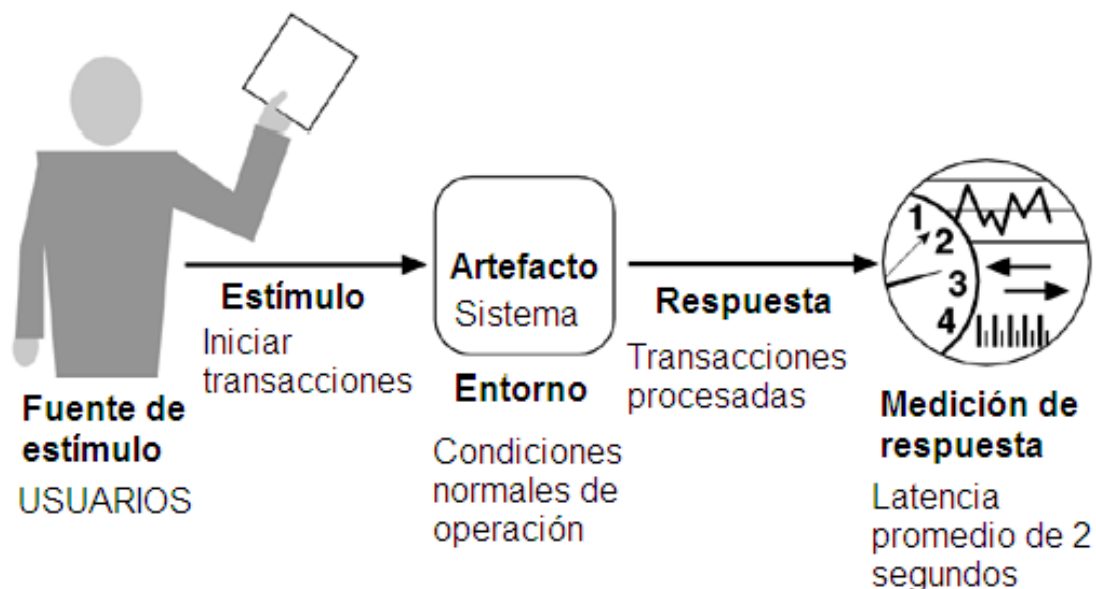 Fuente de
estímulo
USUARIOS
Estímulo
Iniciar
transacciones
Artefacto
Sistema
Entorno
Condiciones
normales de
operación
Respuesta
Transacciones
procesadas
1
2
3
4
Medición de
respuesta
Latencia
promedio de 2
segundos